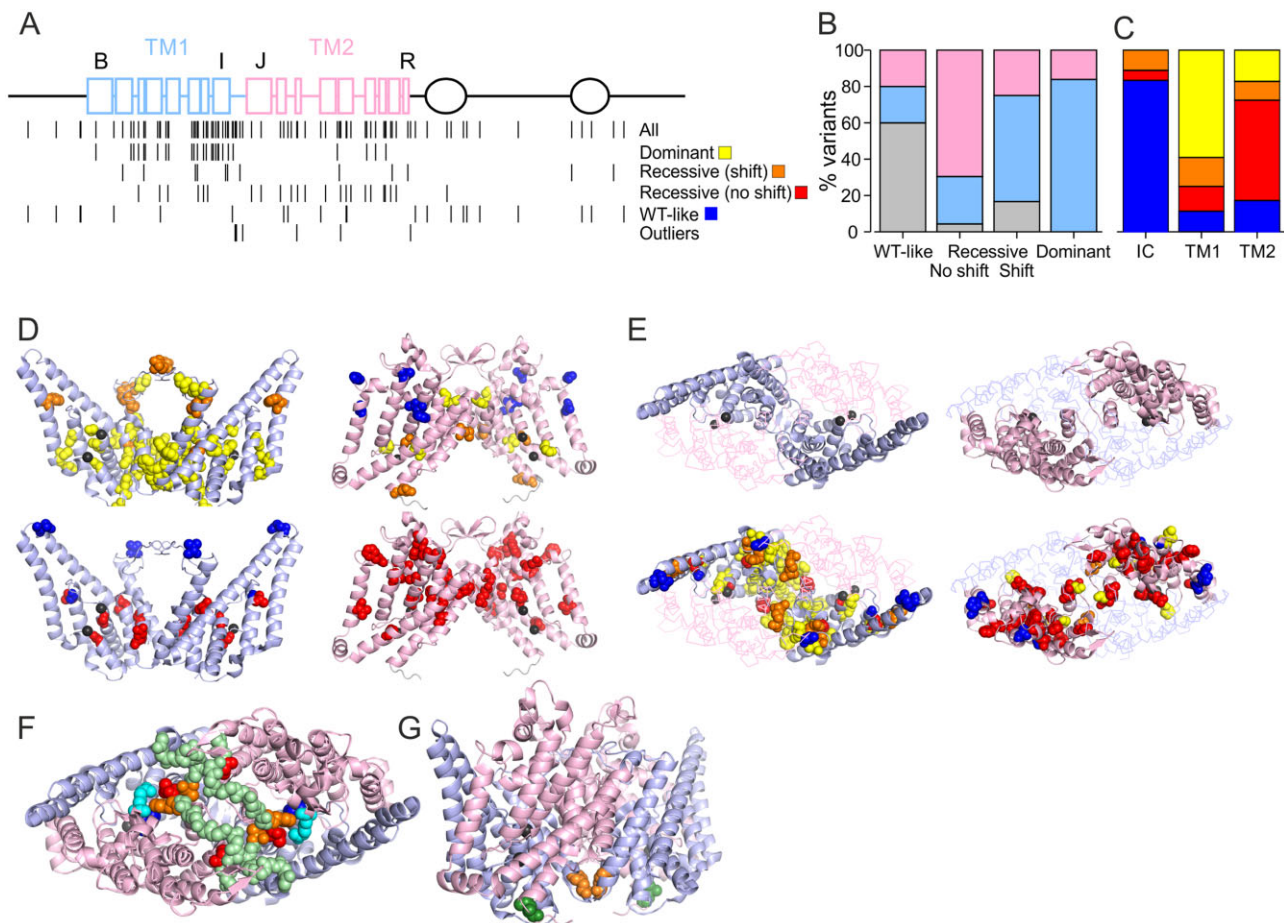 A
B TM1 I J TM2 R
All
Dominant
Recessive (shift)
Recessive (no shift)
WT-like
Outliers
B
% variants
100
80
60
40
20
0
WT-like Recessive Dominant
No shift Shift
C
IC TM1 TM2
D
E
F
G